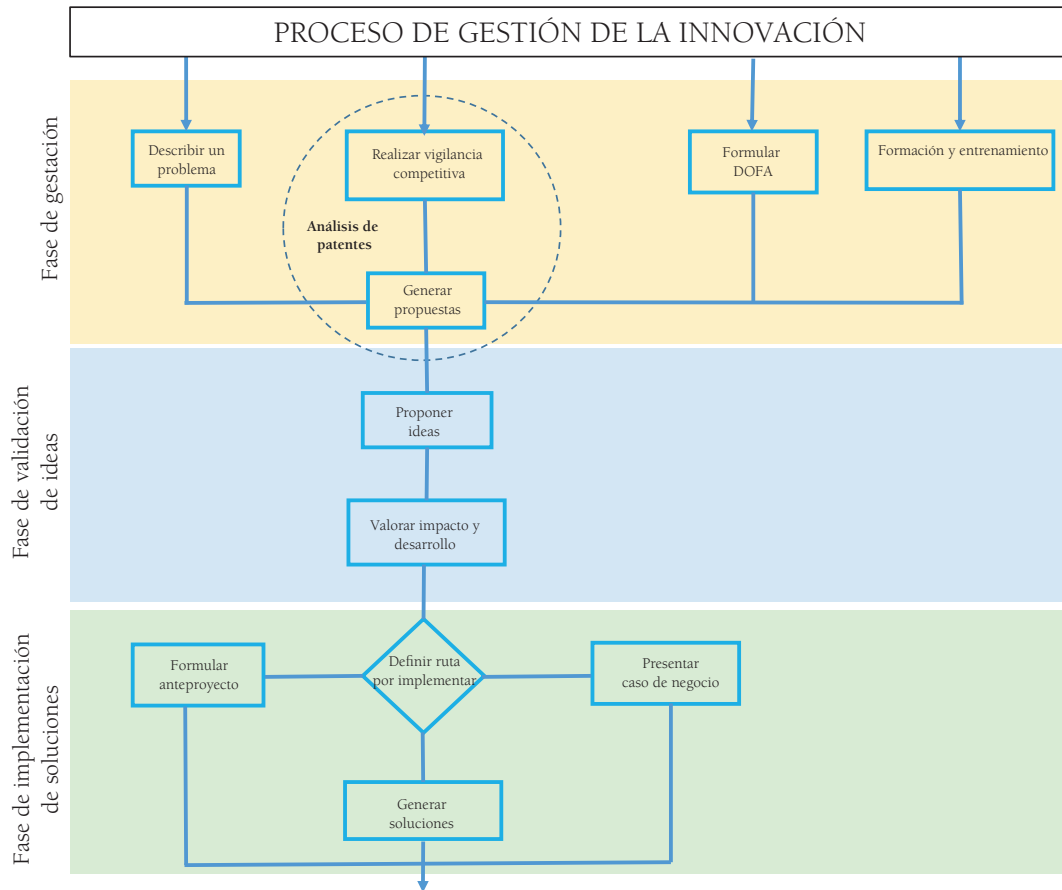 PROCESO DE GESTIÓN DE LA INNOVACIÓN
Fase de gestación
Describir un
problema
Realizar vigilancia
competitiva
Formular
DOFA
Formación y entrenamiento
Análisis de
patentes
Generar
propuestas
Fase de validación
de ideas
Proponer
ideas
Valorar impacto y
desarrollo
Fase de implementación
de soluciones
Formular
anteproyecto
Definir ruta
por implementar
Presentar
caso de negocio
Generar
soluciones